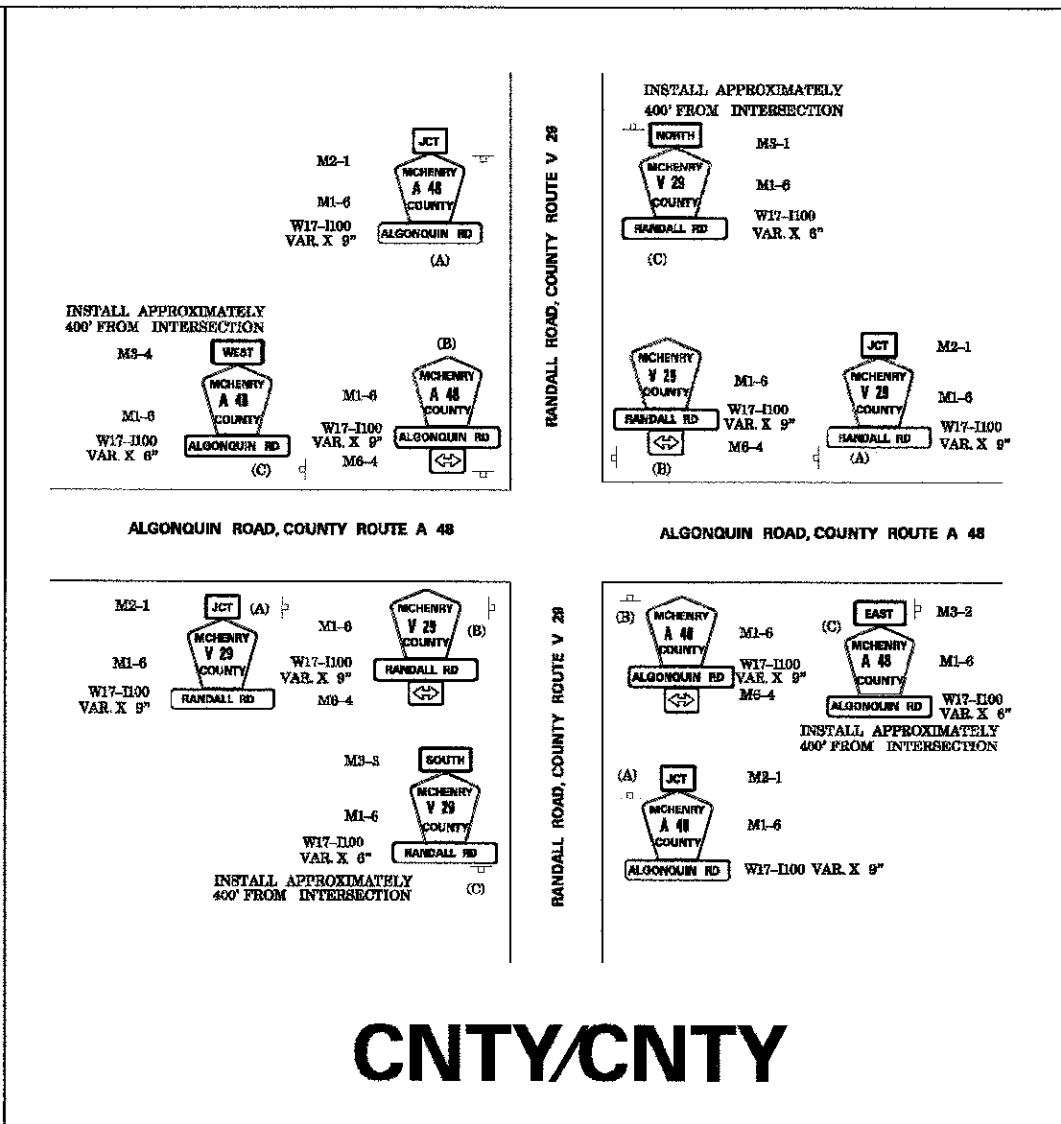 M2-1
M1-6
W17-I100
VAR. X 9"
JCT
MCHENRY
A 48
COUNTY
ALGONQUIN RD
(A)
INSTALL APPROXIMATELY
400' FROM INTERSECTION
M3-4
M1-6
W17-I100
VAR. X 6"
WEST
MCHENRY
A 48
COUNTY
ALGONQUIN RD
(C)
(B)
M1-6
W17-I100
VAR. X 9"
M6-4
MCHENRY
A 48
COUNTY
ALGONQUIN RD
RANDALL ROAD, COUNTY ROUTE V 29
INSTALL APPROXIMATELY
400' FROM INTERSECTION
NORTH
MCHENRY
V 29
COUNTY
RANDALL RD
(C)
M3-1
M1-6
W17-I100
VAR. X 6"
MCHENRY
V 29
COUNTY
RANDALL RD
(B)
M1-6
W17-I100
VAR. X 9"
M6-4
JCT
MCHENRY
V 29
COUNTY
RANDALL RD
(A)
M2-1
M1-6
W17-I100
VAR. X 9"
ALGONQUIN ROAD, COUNTY ROUTE A 48
ALGONQUIN ROAD, COUNTY ROUTE A 48
M2-1
M1-6
W17-I100
VAR. X 9"
JCT
(A)
MCHENRY
V 29
COUNTY
RANDALL RD
M1-6
W17-I100
VAR. X 9"
M6-4
MCHENRY
V 29
COUNTY
(B)
RANDALL RD
M3-3
M1-6
W17-I100
VAR. X 6"
SOUTH
MCHENRY
V 29
COUNTY
RANDALL RD
INSTALL APPROXIMATELY
400' FROM INTERSECTION
(C)
RANDALL ROAD, COUNTY ROUTE V 29
(B)
MCHENRY
A 48
COUNTY
ALGONQUIN RD
M1-6
W17-I100
VAR. X 9"
M6-4
(C)
EAST
MCHENRY
A 48
COUNTY
ALGONQUIN RD
M3-2
M1-6
W17-I100
VAR. X 6"
INSTALL APPROXIMATELY
400' FROM INTERSECTION
(A)
JCT
MCHENRY
A 48
COUNTY
ALGONQUIN RD
M2-1
M1-6
W17-I100 VAR. X 9"
CNTY/CNTY